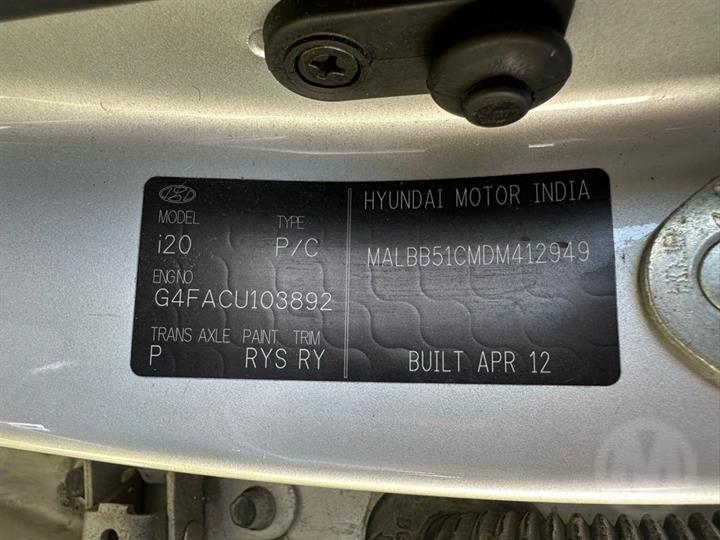 MODEL TYPE
i20 P/C
ENG NO
G4FACU103892
TRANS AXLE PAINT TRIM
P RYS RY
HYUNDAI MOTOR INDIA
MALBB51CMDM412949
BUILT APR 12